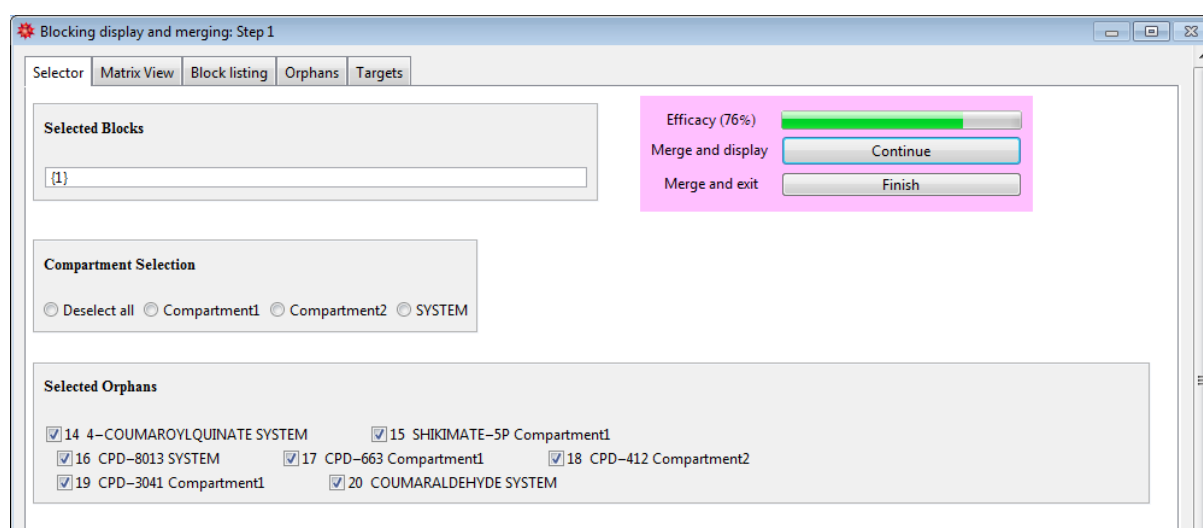 Blocking display and merging: Step 1
Selector Matrix View Block listing Orphans Targets
Selected Blocks
{1}
Efficacy (76%)
Merge and display Continue
Merge and exit Finish
Compartment Selection
Deselect all Compartment1 Compartment2 SYSTEM
Selected Orphans
14 4−COUMAROYLQUINATE SYSTEM 15 SHIKIMATE−5P Compartment1
16 CPD−8013 SYSTEM 17 CPD−663 Compartment1 18 CPD−412 Compartment2
19 CPD−3041 Compartment1 20 COUMARALDEHYDE SYSTEM